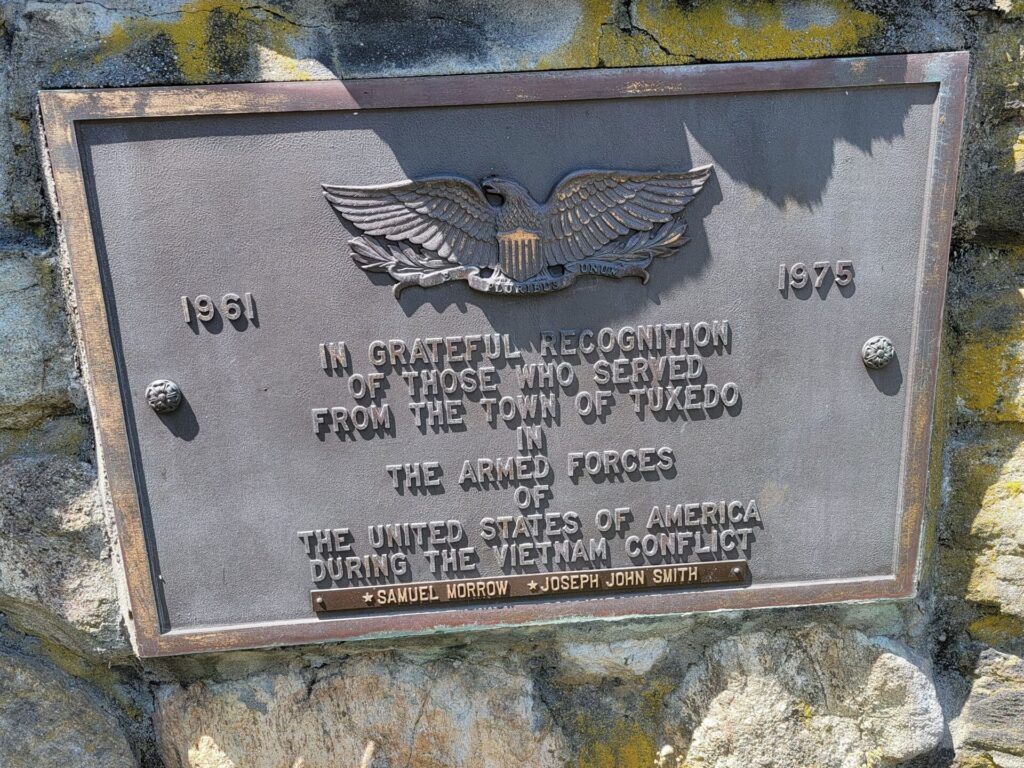 E PLURIBUS UNUM
1961
1975
IN GRATEFUL RECOGNITION
OF THOSE WHO SERVED
FROM THE TOWN OF TUXEDO
IN
THE ARMED FORCES
OF
THE UNITED STATES OF AMERICA
DURING THE VIETNAM CONFLICT
★SAMUEL MORROW ★JOSEPH JOHN SMITH